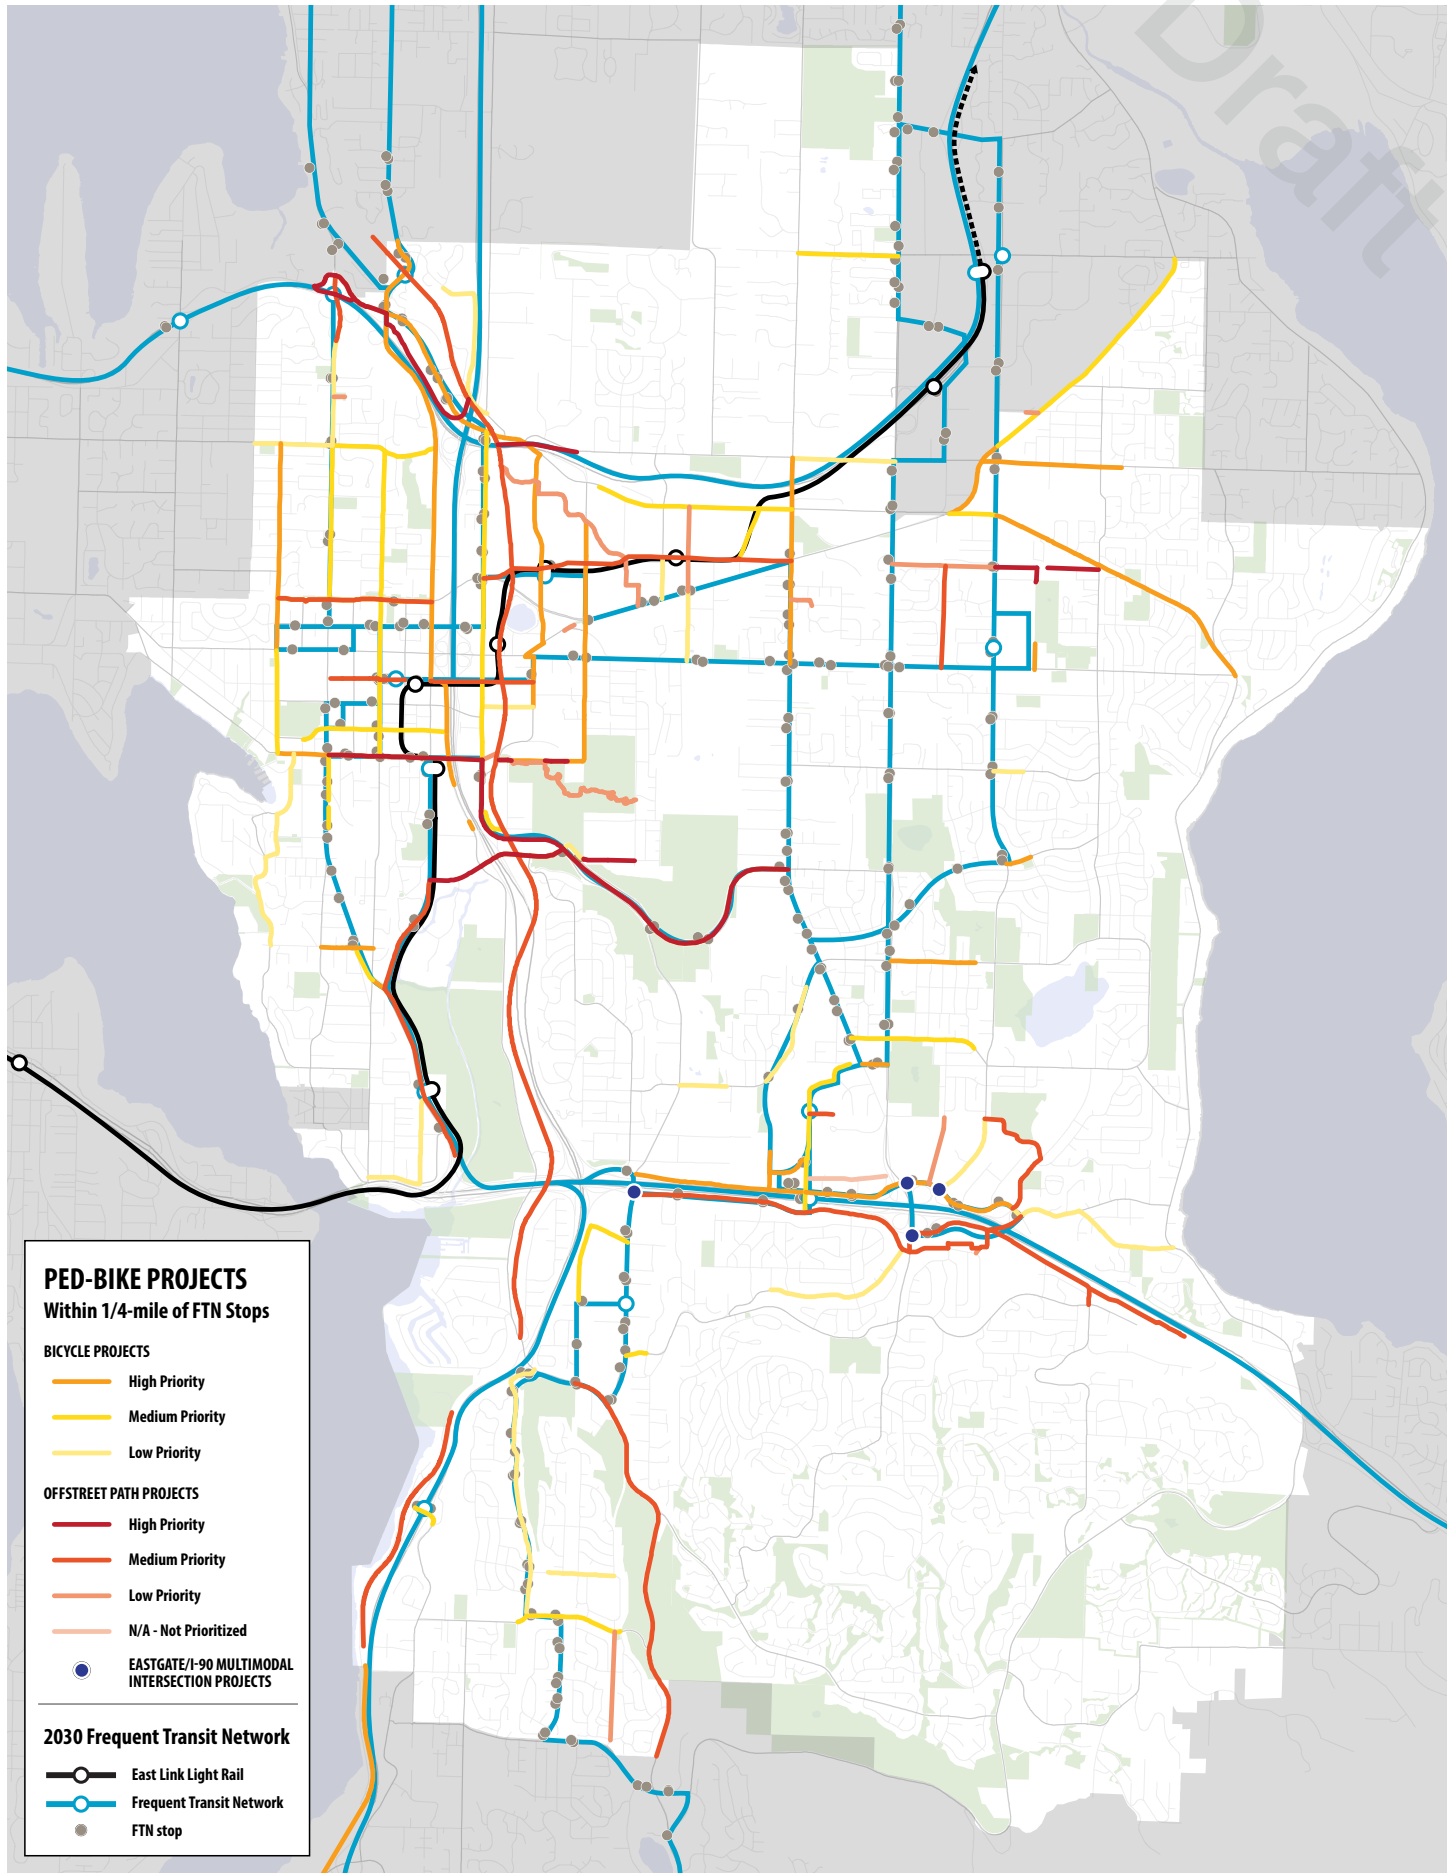 Draft
PED-BIKE PROJECTS
Within 1/4-mile of FTN Stops
BICYCLE PROJECTS
High Priority
Medium Priority
Low Priority
OFFSTREET PATH PROJECTS
High Priority
Medium Priority
Low Priority
N/A - Not Prioritized
EASTGATE/I-90 MULTIMODAL
INTERSECTION PROJECTS
2030 Frequent Transit Network
East Link Light Rail
Frequent Transit Network
FTN stop